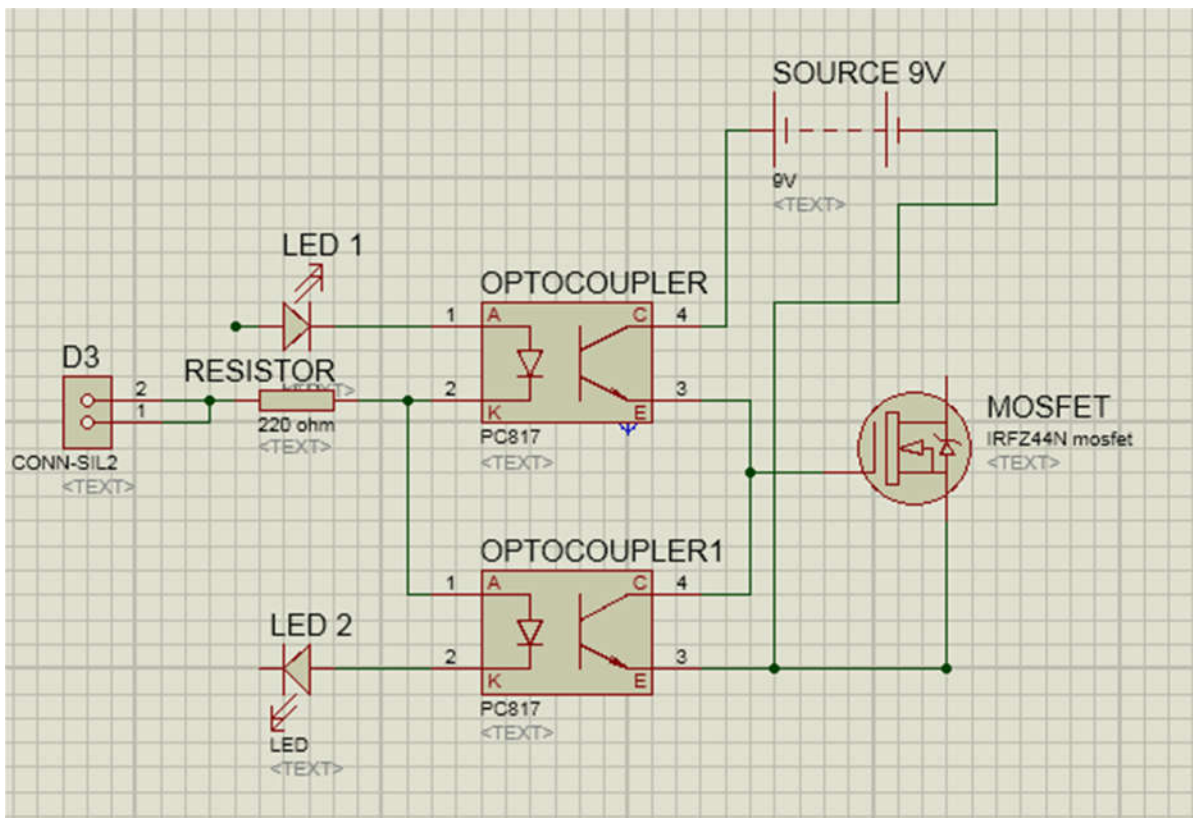 SOURCE 9V
9V
<TEXT>
LED 1
OPTOCOUPLER
1 A C 4
D3
RESISTOR
2
1
2 K E 3
220 ohm
<TEXT>
PC817
<TEXT>
CONN-SIL2
<TEXT>
MOSFET
IRFZ44N mosfet
<TEXT>
OPTOCOUPLER1
1 A C 4
LED 2
2 K E 3
PC817
<TEXT>
LED
<TEXT>